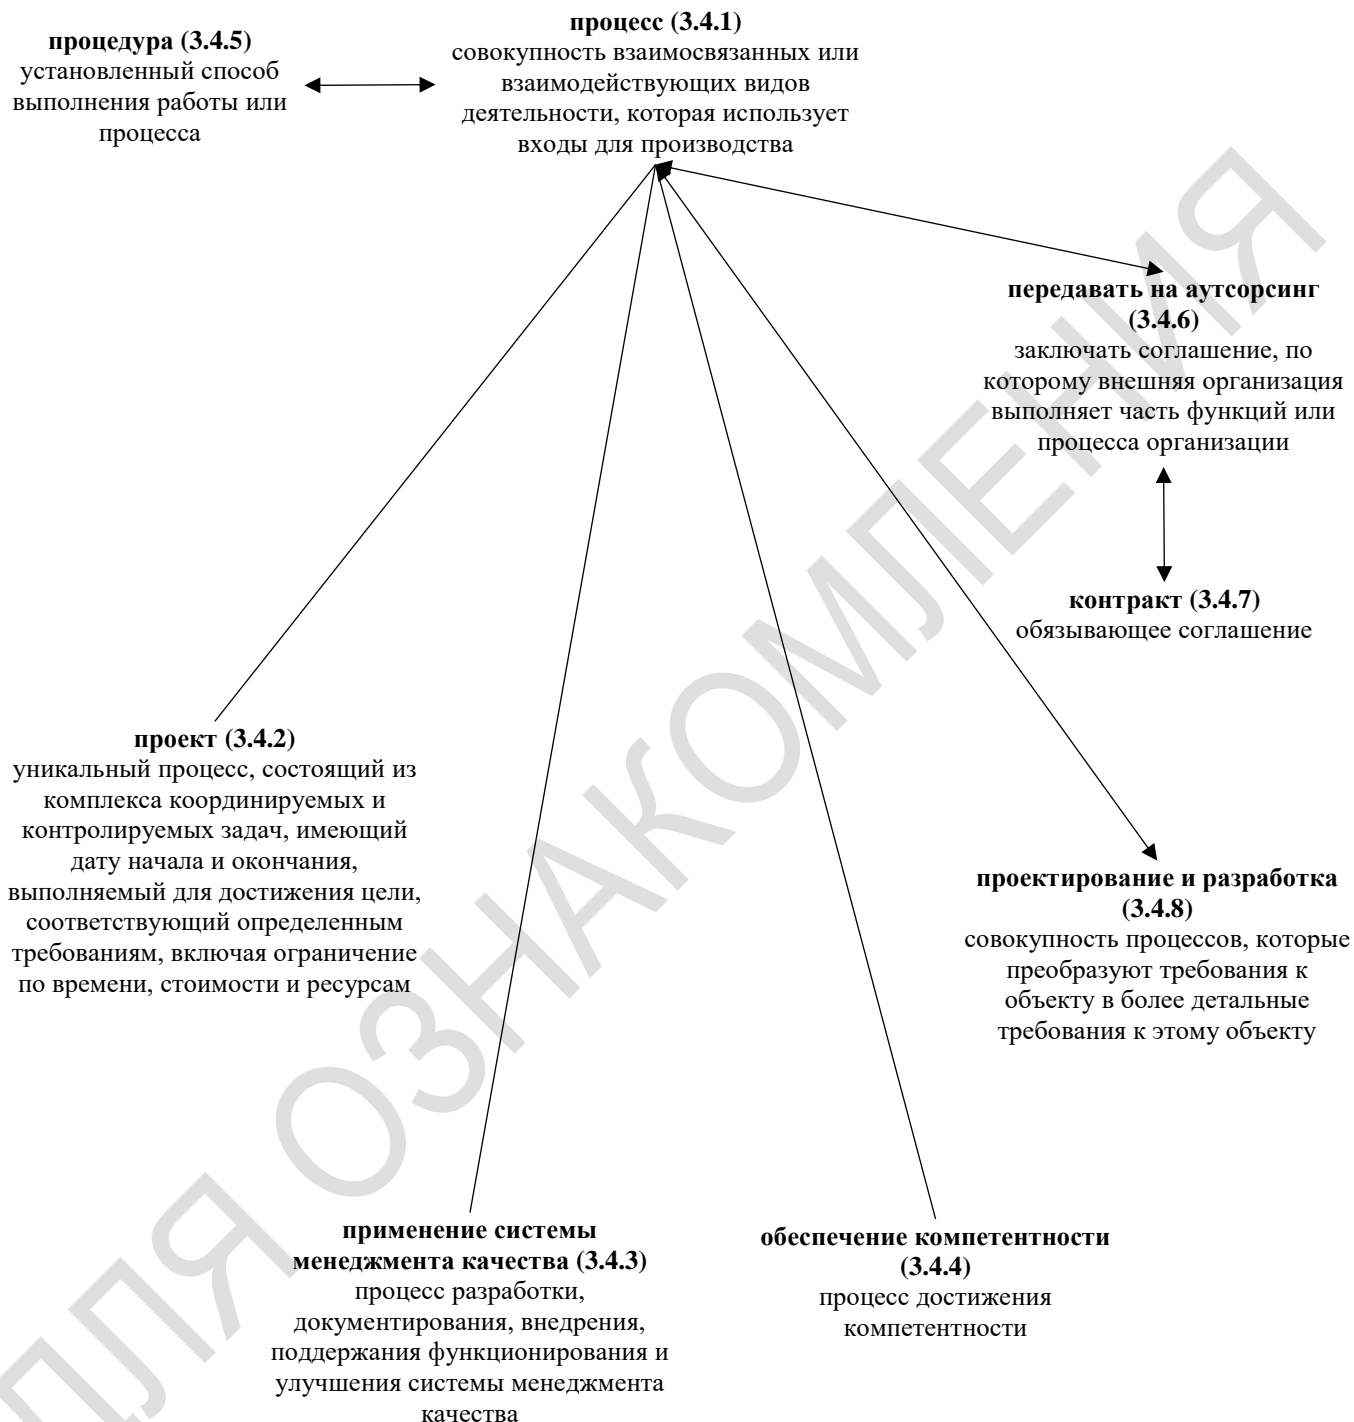 процедура (3.4.5)
установленный способ
выполнения работы или
процесса
процесс (3.4.1)
совокупность взаимосвязанных или
взаимодействующих видов
деятельности, которая использует
входы для производства
передавать на аутсорсинг
(3.4.6)
заключать соглашение, по
которому внешняя организация
выполняет часть функций или
процесса организации
контракт (3.4.7)
обязывающее соглашение
проект (3.4.2)
уникальный процесс, состоящий из
комплекса координируемых и
контролируемых задач, имеющий
дату начала и окончания,
выполняемый для достижения цели,
соответствующий определенным
требованиям, включая ограничение
по времени, стоимости и ресурсам
проектирование и разработка
(3.4.8)
совокупность процессов, которые
преобразуют требования к
объекту в более детальные
требования к этому объекту
применение системы
менеджмента качества (3.4.3)
процесс разработки,
документирования, внедрения,
поддержания функционирования и
улучшения системы менеджмента
качества
обеспечение компетентности
(3.4.4)
процесс достижения
компетентности
ДЛЯ ОЗНАКОМЛЕНИЯ